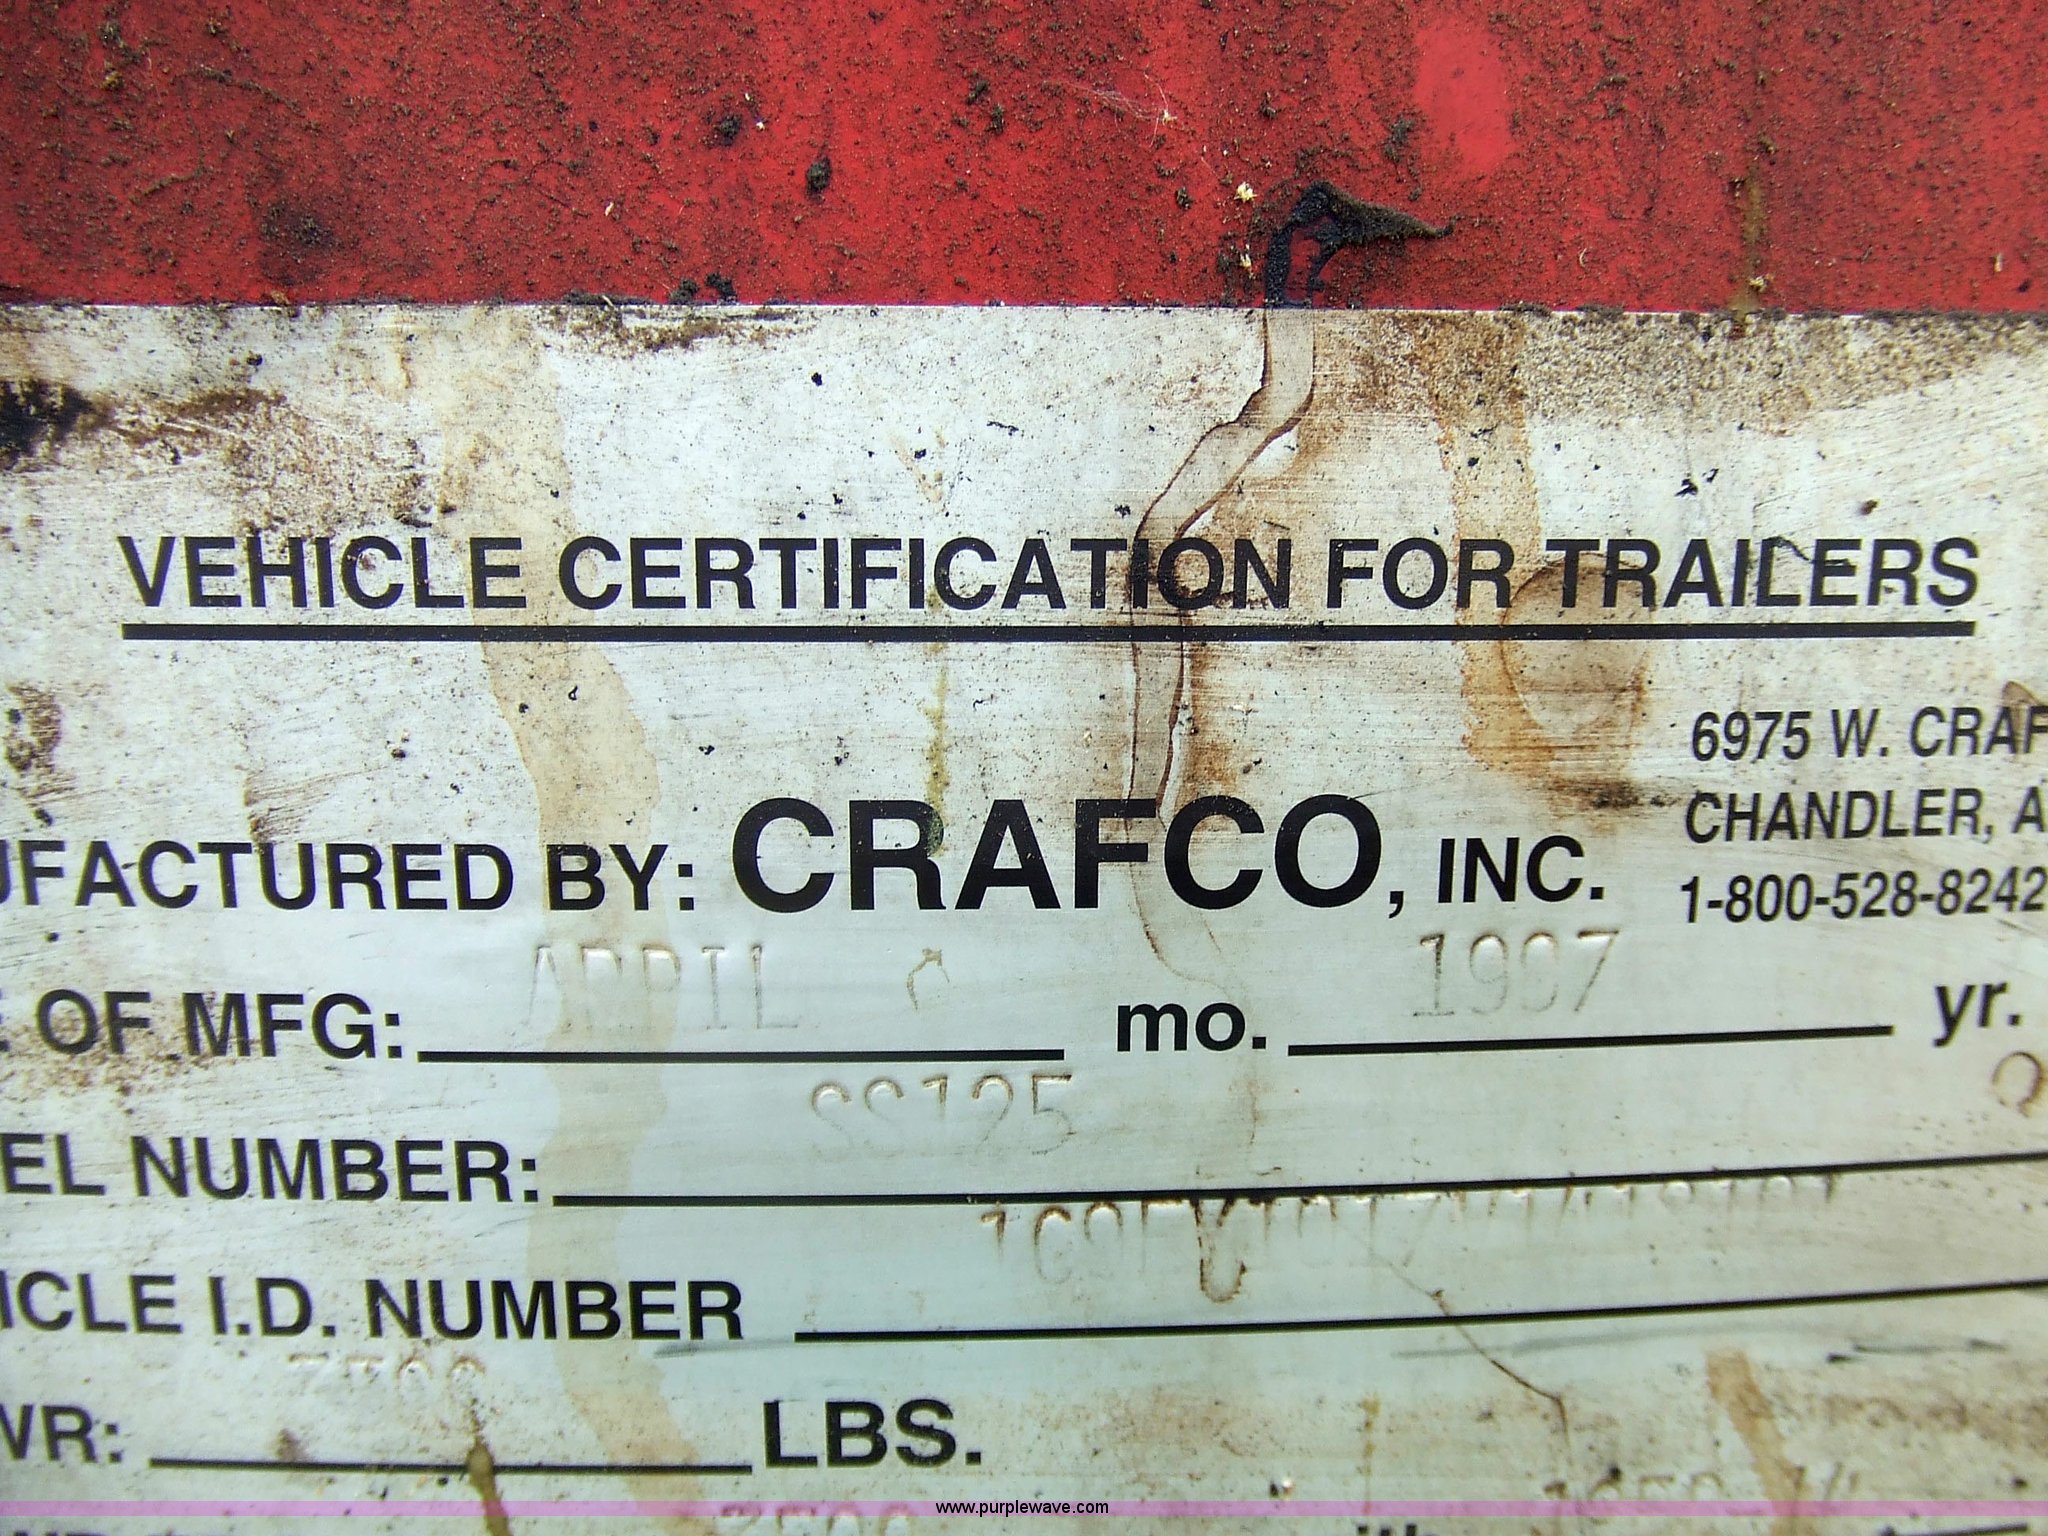 VEHICLE CERTIFICATION FOR TRAILERS
6975 W. CRAF
CHANDLER, A
1-800-528-8242
UFACTURED BY: CRAFCO, INC.
E OF MFG: APRIL mo. 1997 yr.
EL NUMBER: SS125
ICLE I.D. NUMBER
WR: LBS.
www.purplewave.com